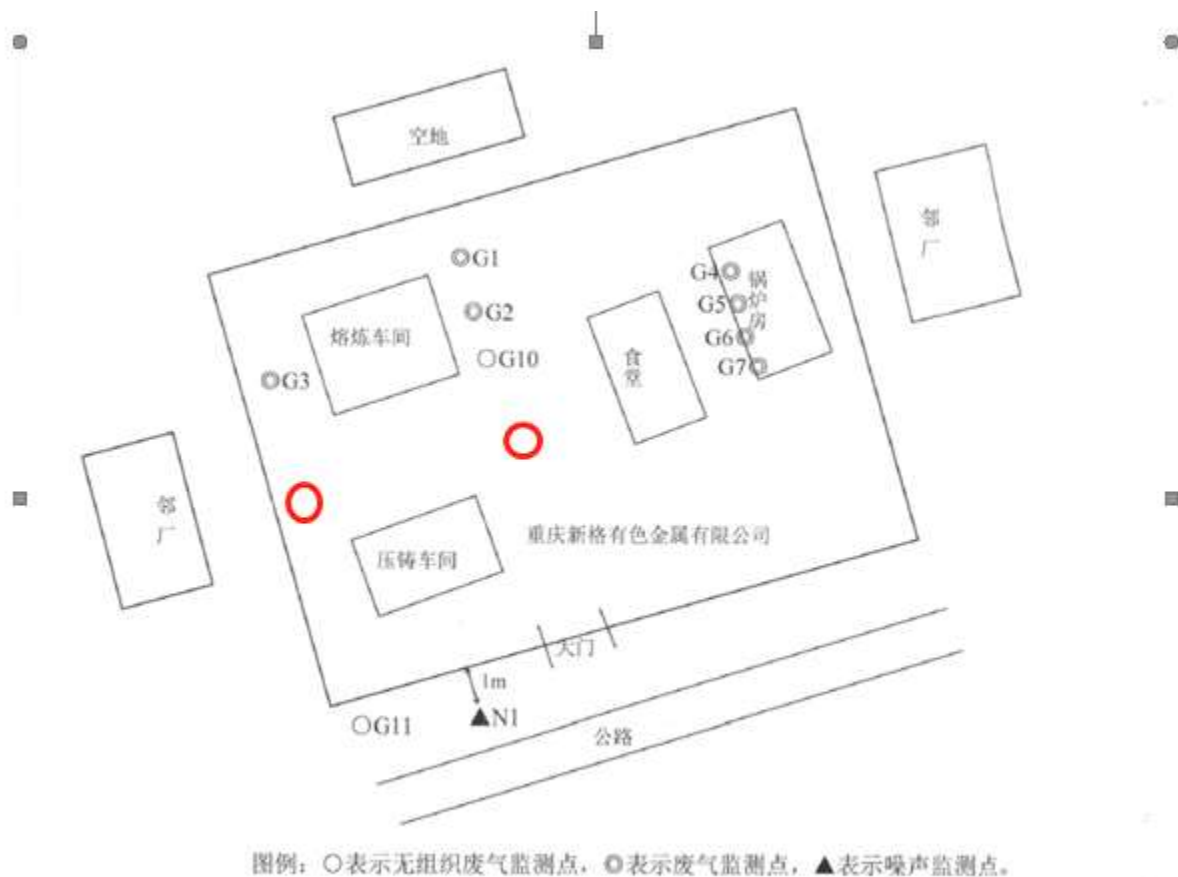 空地
邻厂
◎G1
G4◎
锅炉房
◎G2
G5◎
熔炼车间
○G10
G6◎
食堂
G7◎
◎G3
邻厂
重庆新格有色金属有限公司
压铸车间
大门
1m
○G11
▲N1
公路
图例：○表示无组织废气监测点，◎表示废气监测点，▲表示噪声监测点。